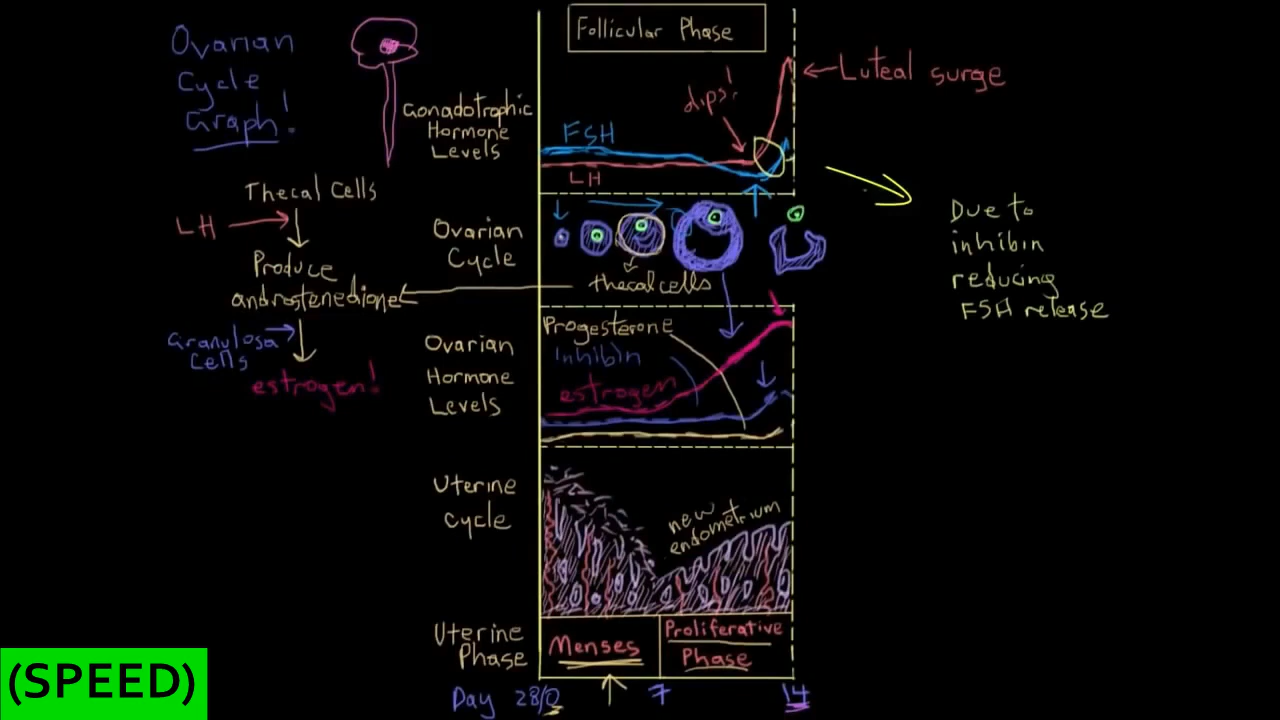 Ovarian
Cycle
Graph!
Follicular Phase
Luteal surge
dips!
Gonadotrophic
Hormone
Levels
FSH
LH
Thecal Cells
LH
Produce
androstenedione
Granulosa
Cells
estrogen!
Ovarian
Cycle
thecal cells
Due to
inhibin
reducing
FSH release
Ovarian
Hormone
Levels
Progesterone
inhibin
estrogen
Uterine
Cycle
new
endometrium
Uterine
Phase
Menses
Proliferative
Phase
Day 28/0 7 14
(SPEED)